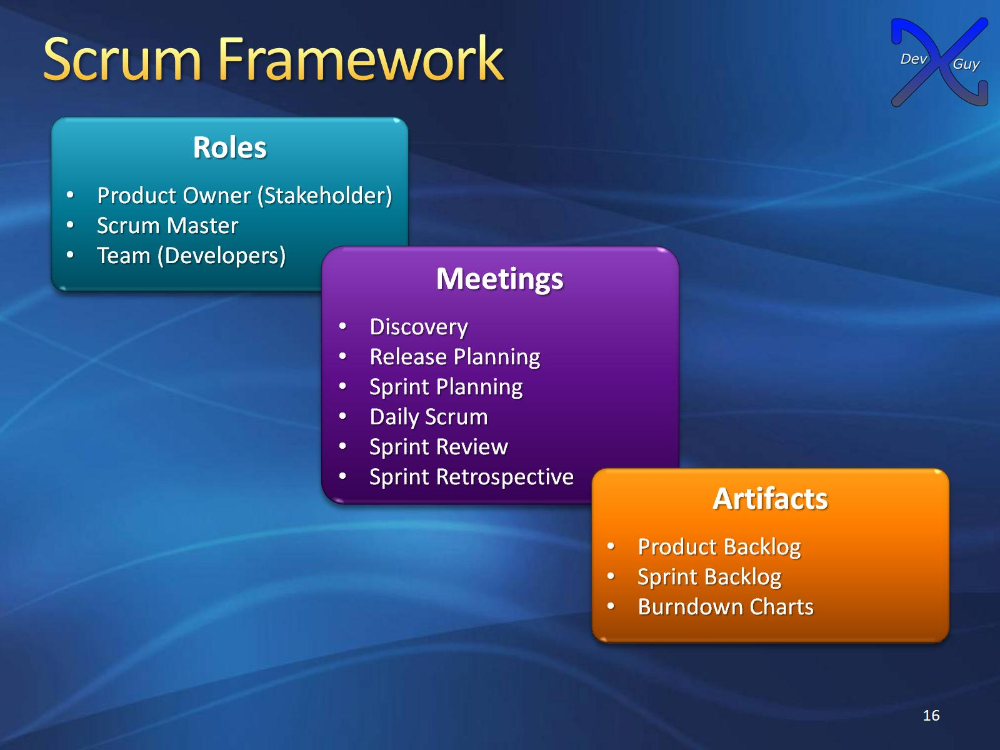 Scrum Framework
Dev Guy
Roles
• Product Owner (Stakeholder)
• Scrum Master
• Team (Developers)
Meetings
• Discovery
• Release Planning
• Sprint Planning
• Daily Scrum
• Sprint Review
• Sprint Retrospective
Artifacts
• Product Backlog
• Sprint Backlog
• Burndown Charts
16